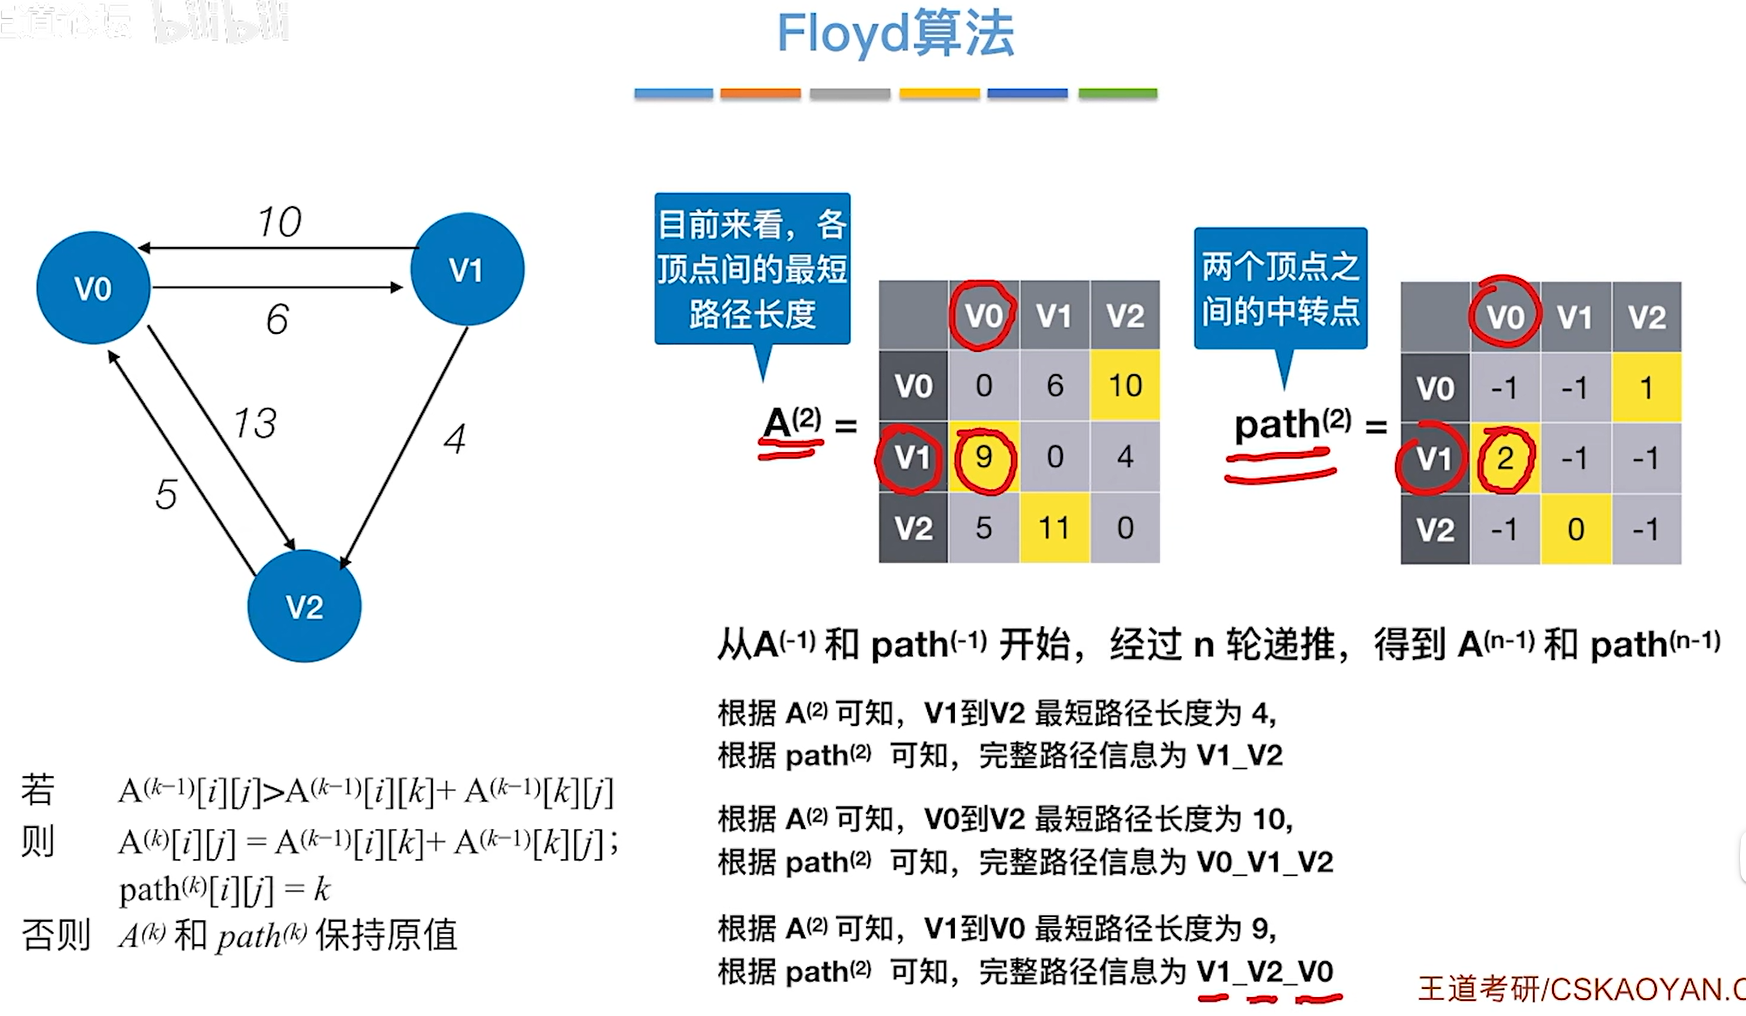 bilibili
Floyd算法
10
V0
V1
6
13
4
5
V2
目前来看，各
顶点间的最短
路径长度
A(2) =
V0 V1 V2
V0 0 6 10
V1 9 0 4
V2 5 11 0
两个顶点之
间的中转点
path(2) =
V0 V1 V2
V0 -1 -1 1
V1 2 -1 -1
V2 -1 0 -1
从A(-1) 和 path(-1) 开始，经过 n 轮递推，得到 A(n-1) 和 path(n-1)
根据 A(2) 可知，V1到V2 最短路径长度为 4,
根据 path(2) 可知，完整路径信息为 V1_V2
根据 A(2) 可知，V0到V2 最短路径长度为 10,
根据 path(2) 可知，完整路径信息为 V0_V1_V2
根据 A(2) 可知，V1到V0 最短路径长度为 9,
根据 path(2) 可知，完整路径信息为 V1_V2_V0
若 A(k−1)[i][j]>A(k−1)[i][k]+ A(k−1)[k][j]
则 A(k)[i][j] = A(k−1)[i][k]+ A(k−1)[k][j];
path(k)[i][j] = k
否则 A(k) 和 path(k) 保持原值
王道考研/CSKAOYAN.C